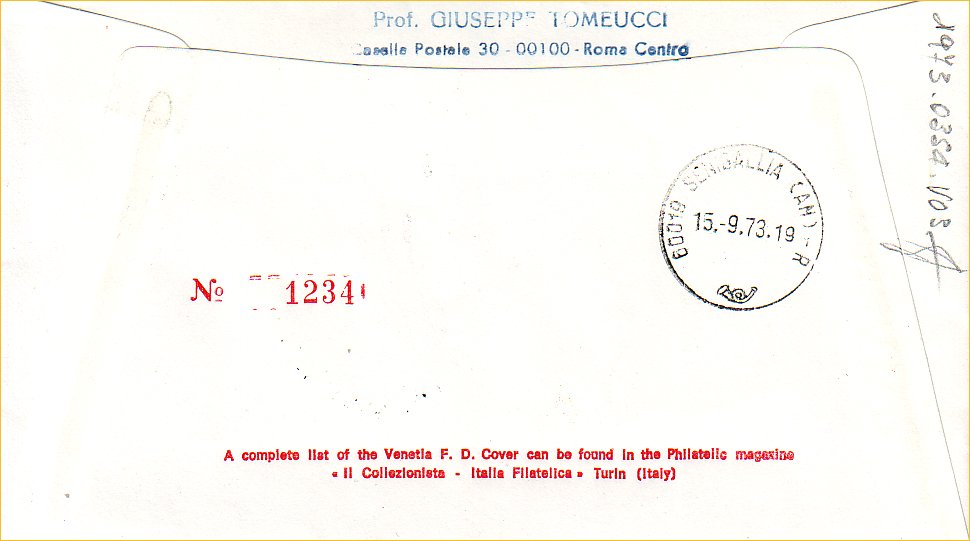 Prof. GIUSEPPE TOMEUCCI
Casella Postale 30 - 00100 - Roma Centro
60019 SENIGALLIA (AN) - R
15.-9.73.19
№ 1234
A complete list of the Venetia F. D. Cover can be found in the Philatelic magazine
« Il Collezionista - Italia Filatelica » Turin (Italy)